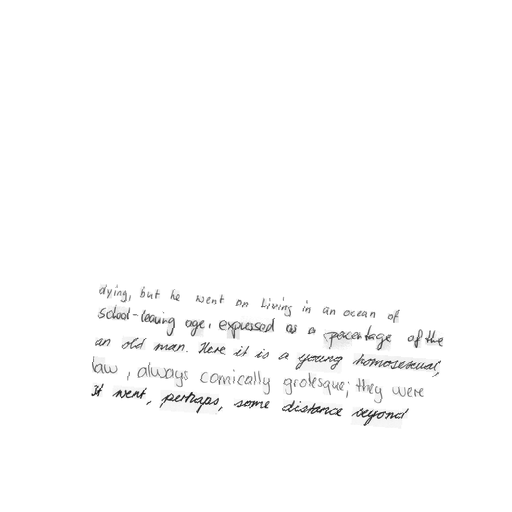 dying, but he went on living in an ocean of
school-leaving age, expressed as a percentage of the
an old man. Here it is a young homosexual,
law, always comically grotesque; they were
It went, perhaps, some distance beyond